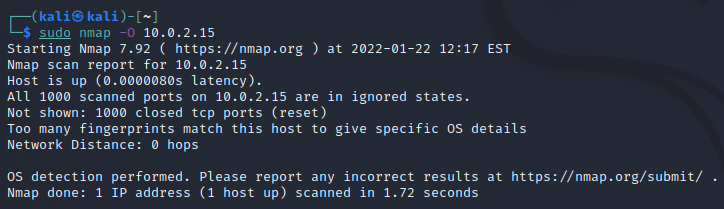 ┌──(kali㉿kali)-[~]
└─$ sudo nmap -O 10.0.2.15
Starting Nmap 7.92 ( https://nmap.org ) at 2022-01-22 12:17 EST
Nmap scan report for 10.0.2.15
Host is up (0.0000080s latency).
All 1000 scanned ports on 10.0.2.15 are in ignored states.
Not shown: 1000 closed tcp ports (reset)
Too many fingerprints match this host to give specific OS details
Network Distance: 0 hops
OS detection performed. Please report any incorrect results at https://nmap.org/submit/ .
Nmap done: 1 IP address (1 host up) scanned in 1.72 seconds